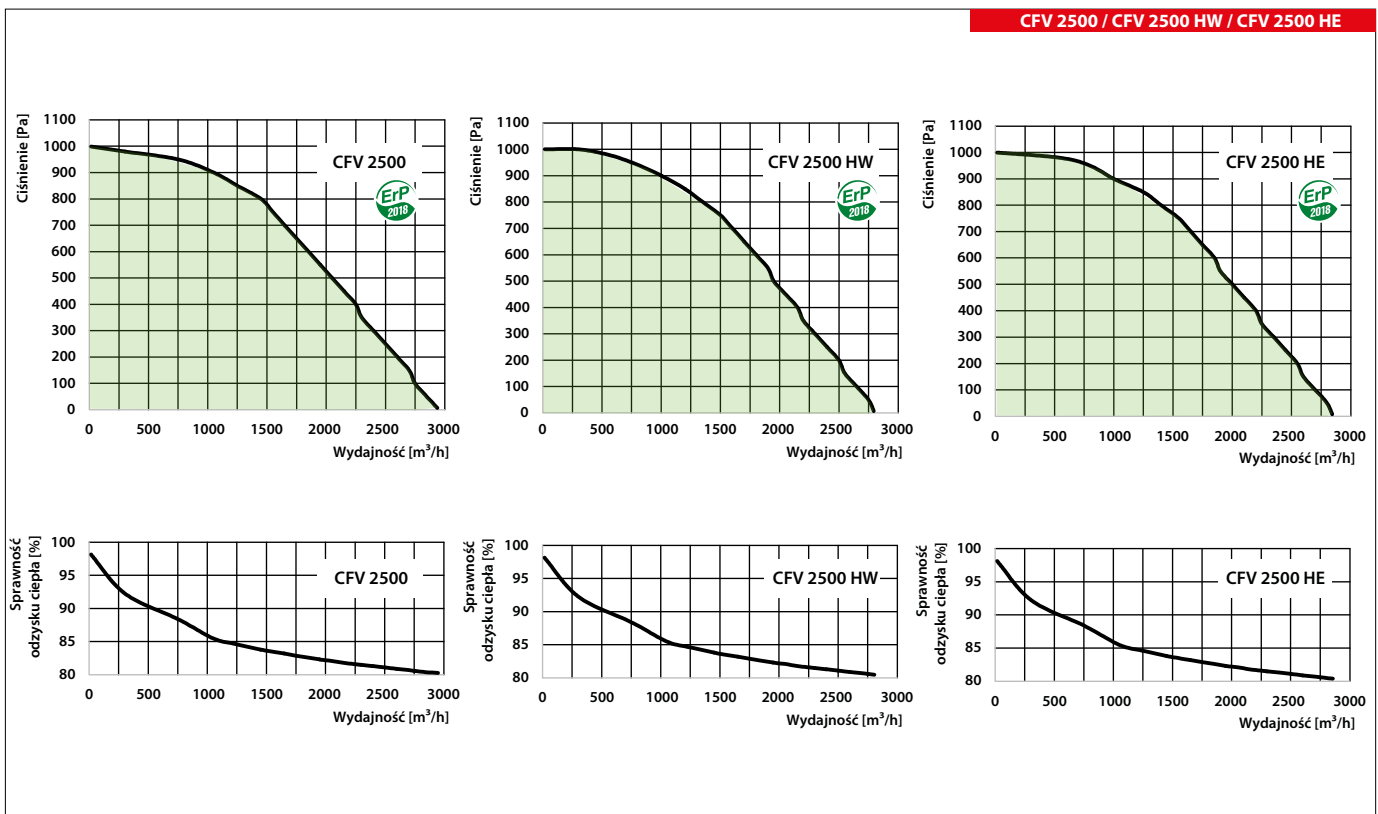 CFV 2500 / CFV 2500 HW / CFV 2500 HE
Ciśnienie [Pa]
1100
1000
900
800
700
600
500
400
300
200
100
0
CFV 2500
ErP
2018
0 500 1000 1500 2000 2500 3000
Wydajność [m³/h]
Ciśnienie [Pa]
1100
1000
900
800
700
600
500
400
300
200
100
0
CFV 2500 HW
ErP
2018
0 500 1000 1500 2000 2500 3000
Wydajność [m³/h]
Ciśnienie [Pa]
1100
1000
900
800
700
600
500
400
300
200
100
0
CFV 2500 HE
ErP
2018
0 500 1000 1500 2000 2500 3000
Wydajność [m³/h]
Sprawność
odzysku ciepła [%]
100
95
90
85
80
CFV 2500
0 500 1000 1500 2000 2500 3000
Wydajność [m³/h]
Sprawność
odzysku ciepła [%]
100
95
90
85
80
CFV 2500 HW
0 500 1000 1500 2000 2500 3000
Wydajność [m³/h]
Sprawność
odzysku ciepła [%]
100
95
90
85
80
CFV 2500 HE
0 500 1000 1500 2000 2500 3000
Wydajność [m³/h]